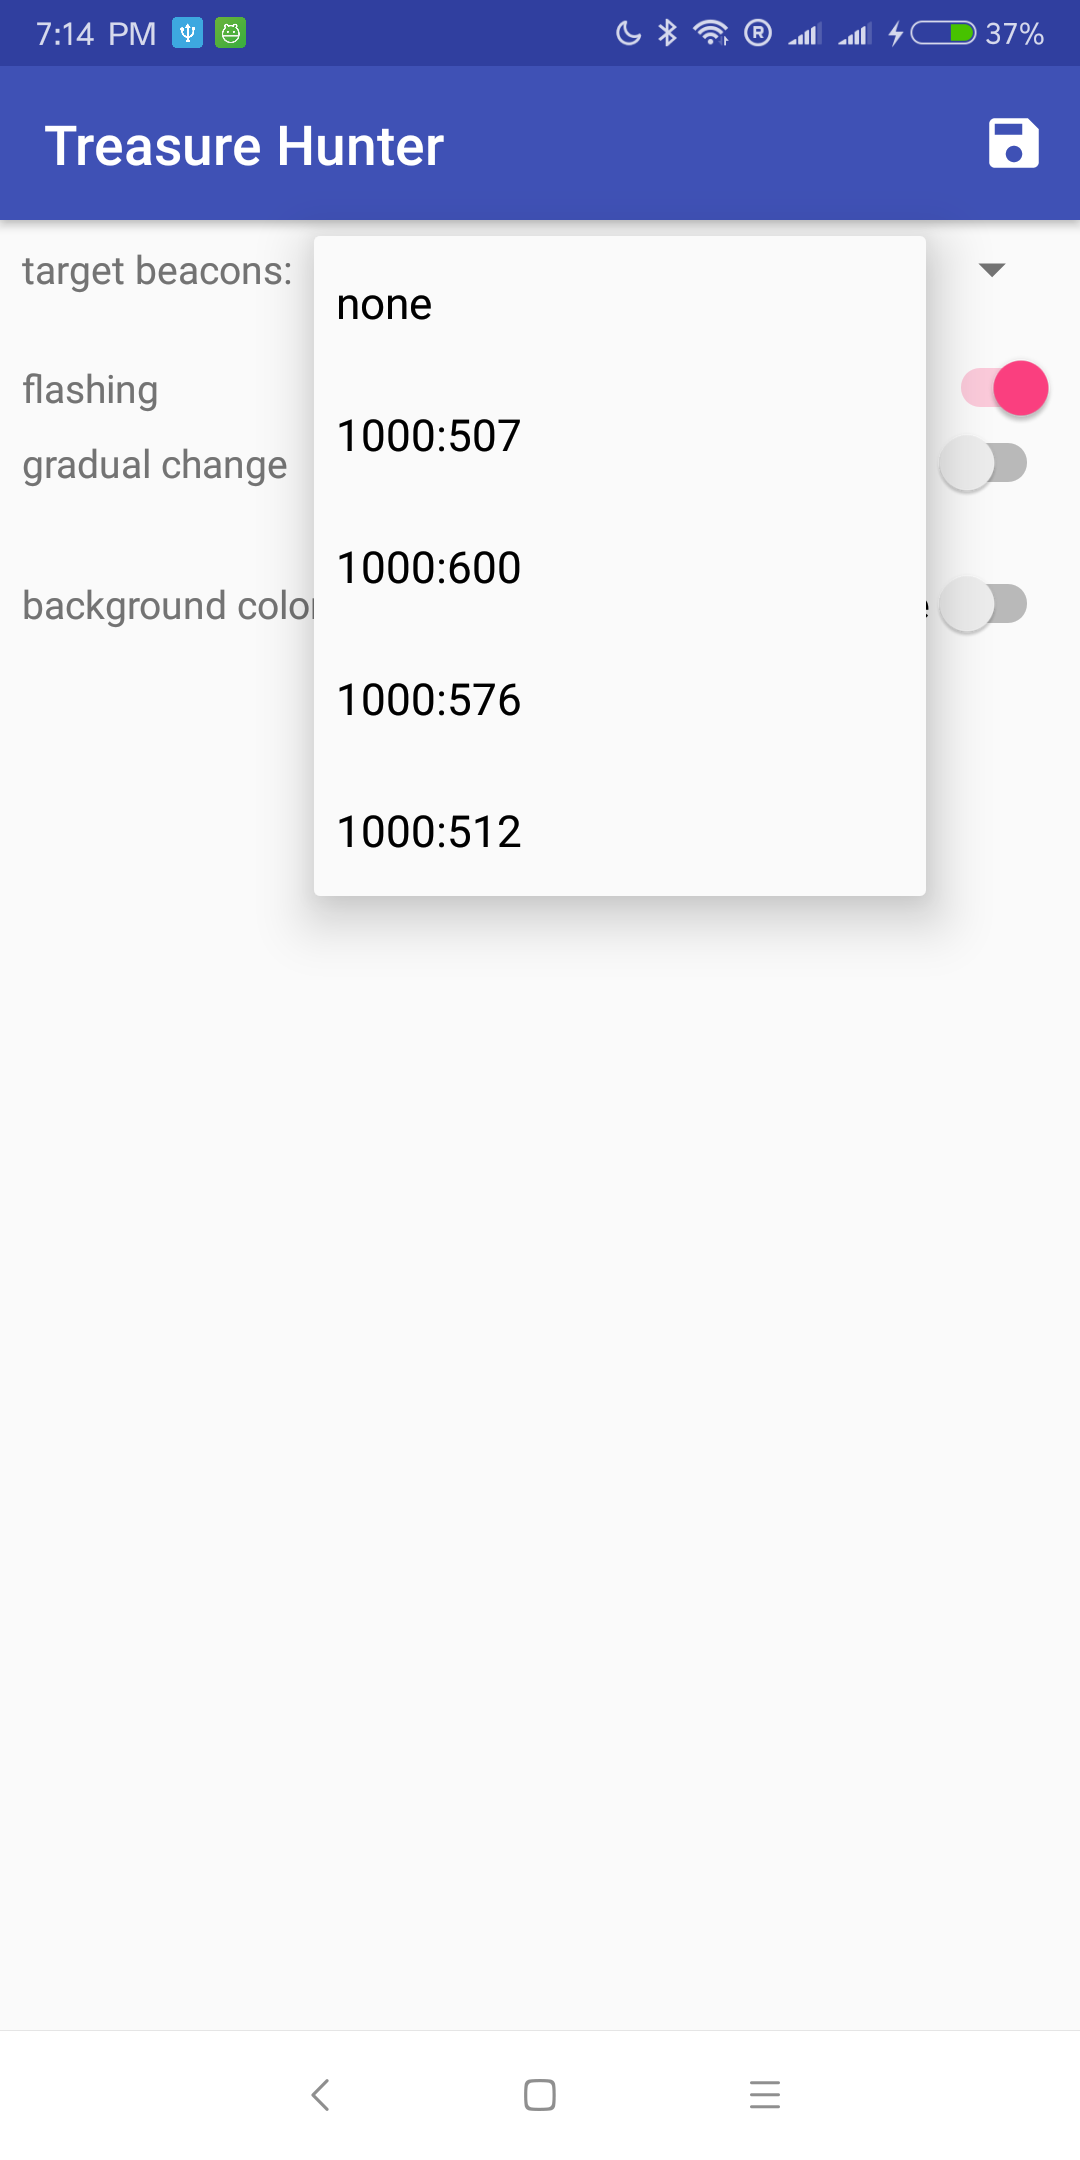 7:14 PM 37%
Treasure Hunter
target beacons:
none
flashing
1000:507
gradual change
1000:600
background color
1000:576
1000:512